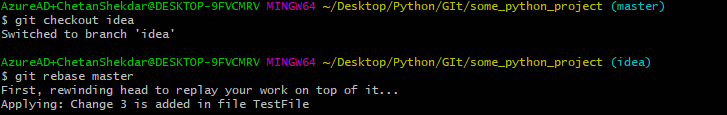 AzureAD+ChetanShekdar@DESKTOP-9FVCMRV MINGW64 ~/Desktop/Python/GIt/some_python_project (master)
$ git checkout idea
Switched to branch 'idea'
AzureAD+ChetanShekdar@DESKTOP-9FVCMRV MINGW64 ~/Desktop/Python/GIt/some_python_project (idea)
$ git rebase master
First, rewinding head to replay your work on top of it...
Applying: Change 3 is added in file TestFile